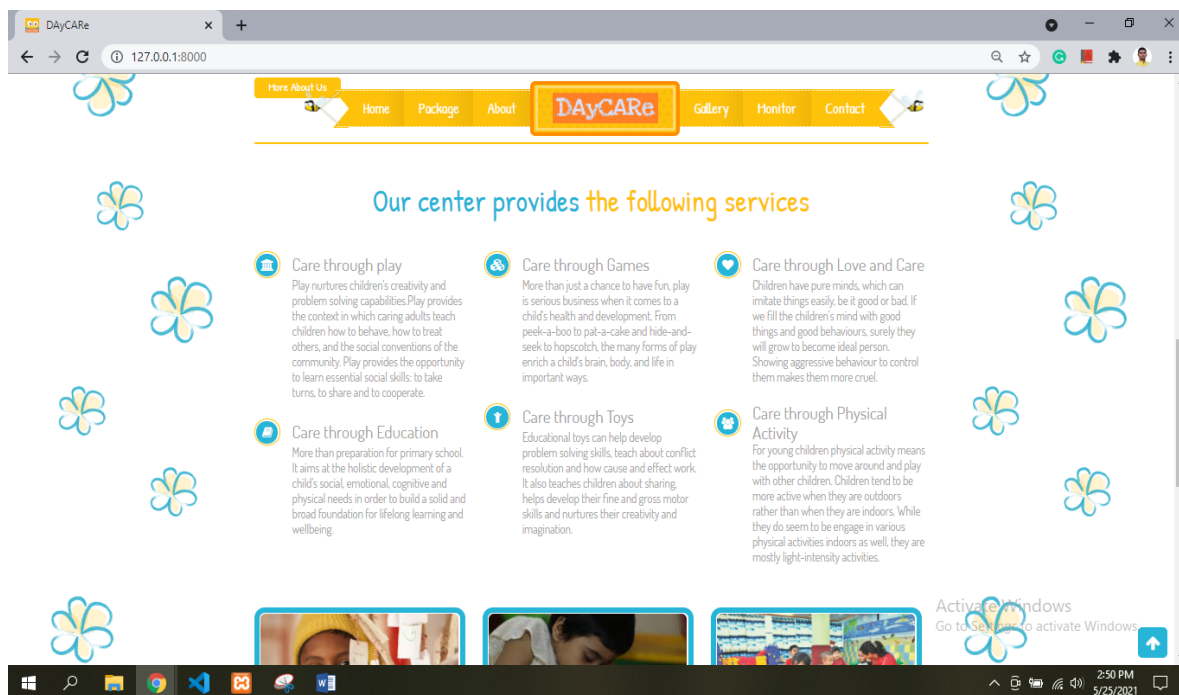 DAyCARe
127.0.0.1:8000
More About Us
Home Package About DAyCARe Gallery Monitor Contact
Our center provides the following services
Care through play
Play nurtures children's creativity and
problem solving capabilities.Play provides
the context in which caring adults teach
children how to behave, how to treat
others, and the social conventions of the
community. Play provides the opportunity
to learn essential social skills: to take
turns, to share and to cooperate.
Care through Games
More than just a chance to have fun, play
is serious business when it comes to a
child's health and development. From
peek-a-boo to pat-a-cake and hide-and-
seek to hopscotch, the many forms of play
enrich a child's brain, body, and life in
important ways.
Care through Love and Care
Children have pure minds, which can
imitate things easily, be it good or bad. If
we fill the children's mind with good
things and good behaviours, surely they
will grow to become ideal person.
Showing aggressive behaviour to control
them makes them more cruel.
Care through Education
More than preparation for primary school.
It aims at the holistic development of a
child's social, emotional, cognitive and
physical needs in order to build a solid and
broad foundation for lifelong learning and
wellbeing.
Care through Toys
Educational toys can help develop
problem solving skills, teach about conflict
resolution and how cause and effect work.
It also teaches children about sharing,
helps develop their fine and gross motor
skills and nurtures their creativity and
imagination.
Care through Physical
Activity
For young children physical activity means
the opportunity to move around and play
with other children. Children tend to be
more active when they are outdoors
rather than when they are indoors. While
they do seem to be engage in various
physical activities indoors as well, they are
mostly light-intensity activities.
Activate Windows
Go to Settings to activate Windows.
2:50 PM
5/25/2021